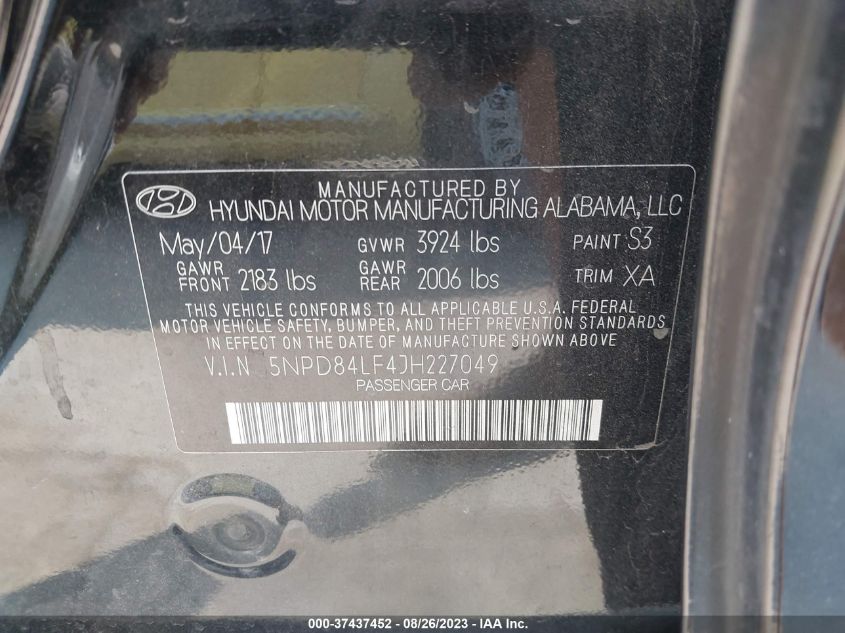 MANUFACTURED BY
HYUNDAI MOTOR MANUFACTURING ALABAMA, LLC
May/04/17 GVWR 3924 lbs PAINT S3
GAWR FRONT 2183 lbs GAWR REAR 2006 lbs TRIM XA
THIS VEHICLE CONFORMS TO ALL APPLICABLE U.S.A. FEDERAL
MOTOR VEHICLE SAFETY, BUMPER, AND THEFT PREVENTION STANDARDS
IN EFFECT ON THE DATE OF MANUFACTURE SHOWN ABOVE
V.I.N 5NPD84LF4JH227049
PASSENGER CAR
000-37437452 - 08/26/2023 - IAA Inc.